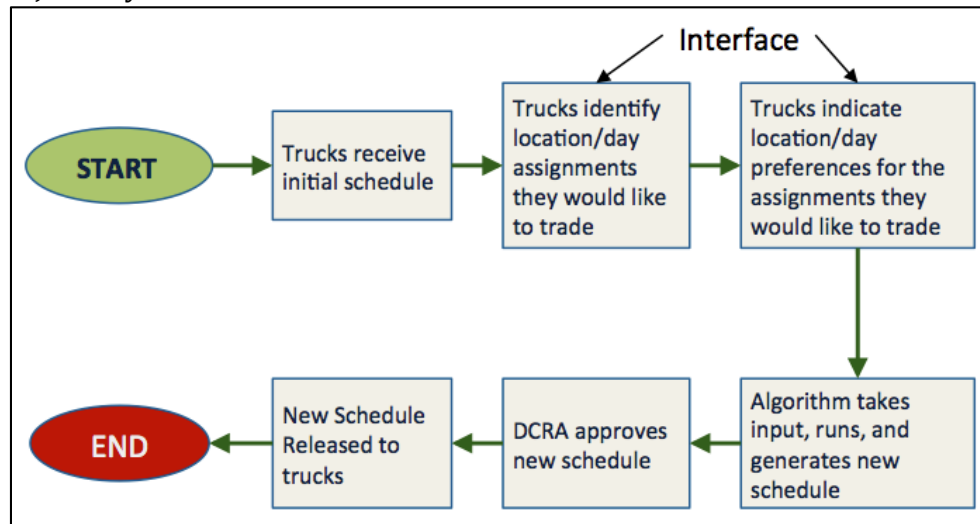 Interface
START
Trucks receive
initial schedule
Trucks identify
location/day
assignments
they would like
to trade
Trucks indicate
location/day
preferences for the
assignments they
would like to trade
Algorithm takes
input, runs, and
generates new
schedule
DCRA approves
new schedule
New Schedule
Released to
trucks
END